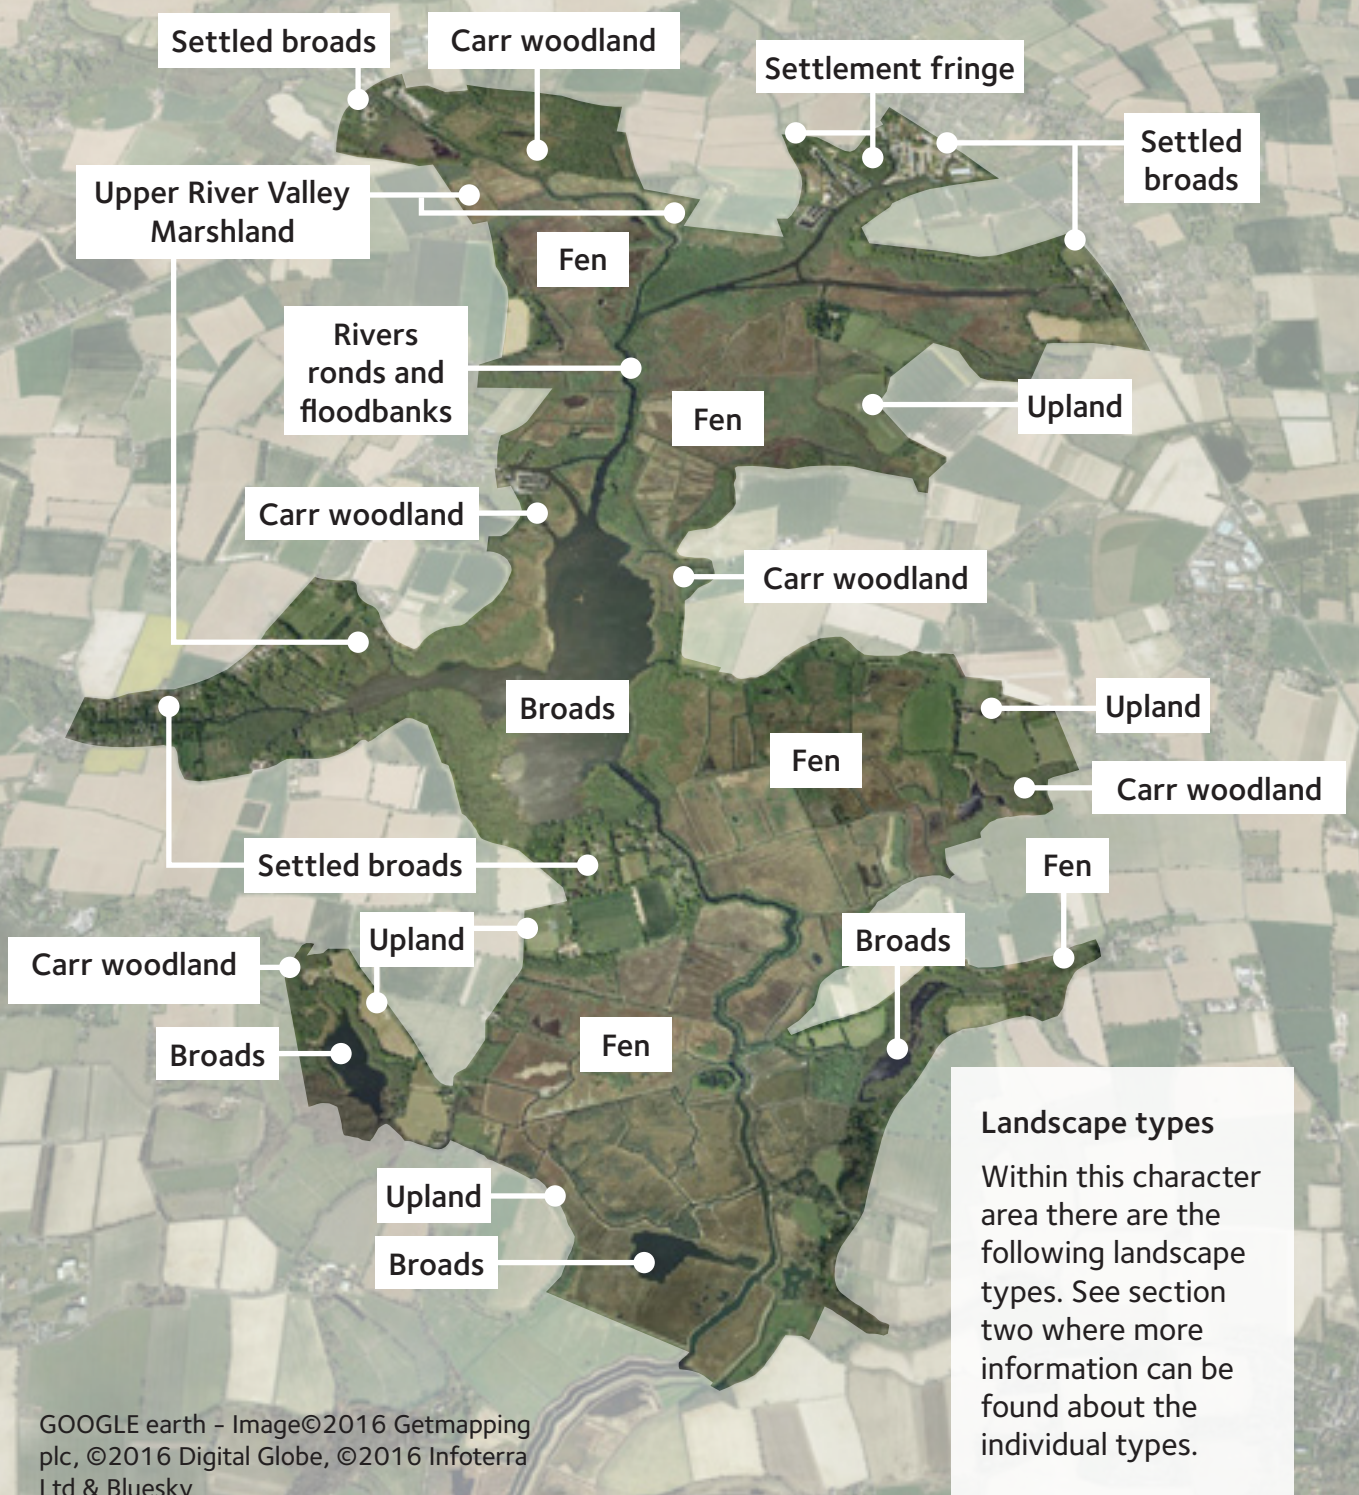 Settled broads
Carr woodland
Settlement fringe
Settled
broads
Upper River Valley
Marshland
Fen
Rivers
ronds and
floodbanks
Fen
Upland
Carr woodland
Carr woodland
Broads
Upland
Fen
Carr woodland
Settled broads
Fen
Upland
Broads
Carr woodland
Fen
Broads
Landscape types
Within this character
area there are the
following landscape
types. See section
two where more
information can be
found about the
individual types.
Upland
Broads
GOOGLE earth – Image©2016 Getmapping
plc, ©2016 Digital Globe, ©2016 Infoterra
Ltd & Bluesky